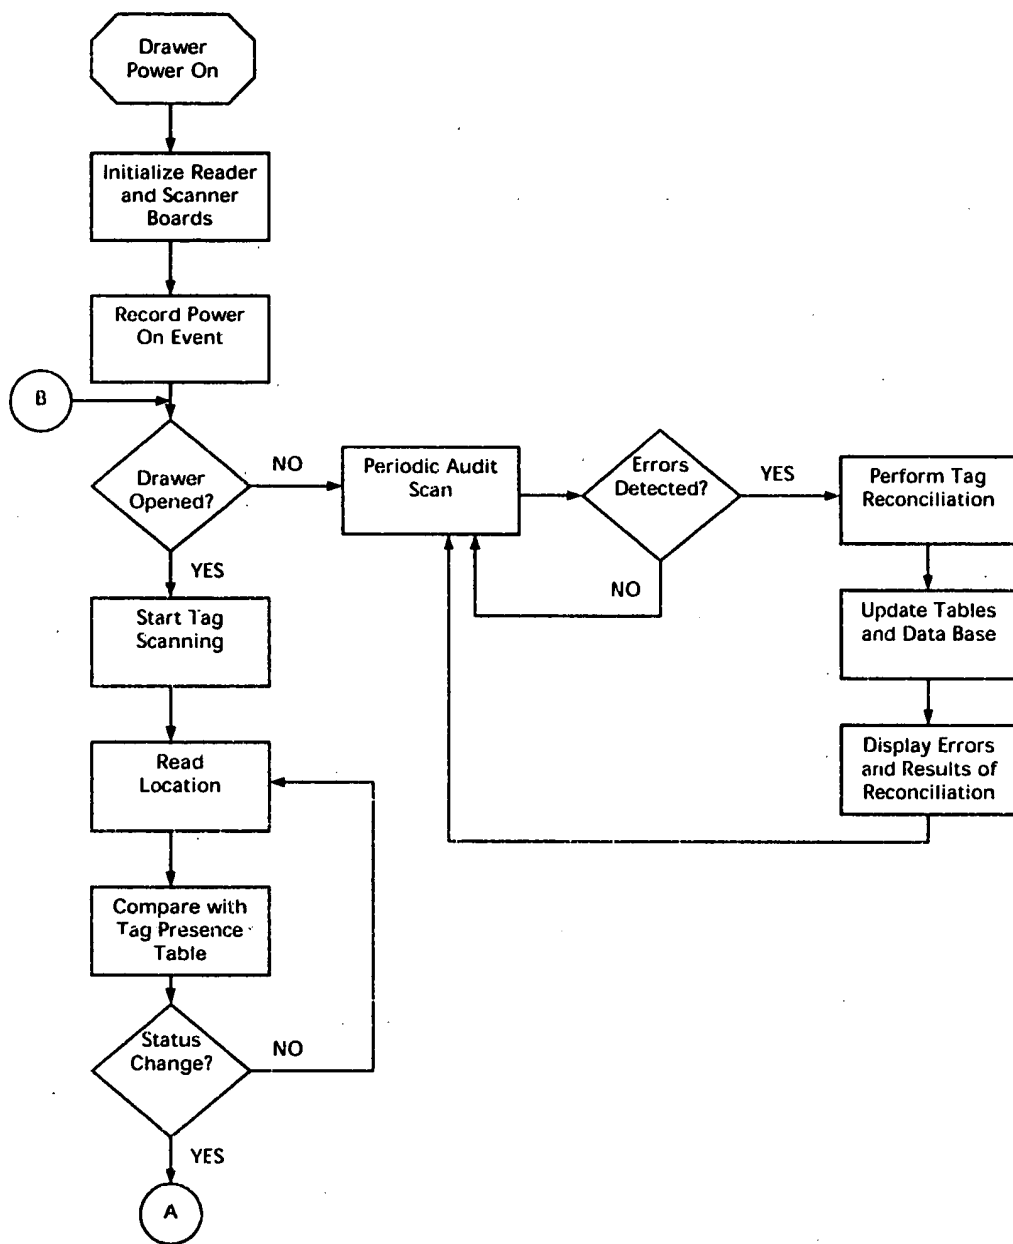 Drawer
Power On
Initialize Reader
and Scanner
Boards
Record Power
On Event
B
Drawer
Opened?
NO
YES
Periodic Audit
Scan
Errors
Detected?
YES
NO
Perform Tag
Reconciliation
Update Tables
and Data Base
Display Errors
and Results of
Reconciliation
Start Tag
Scanning
Read
Location
Compare with
Tag Presence
Table
Status
Change?
NO
YES
A